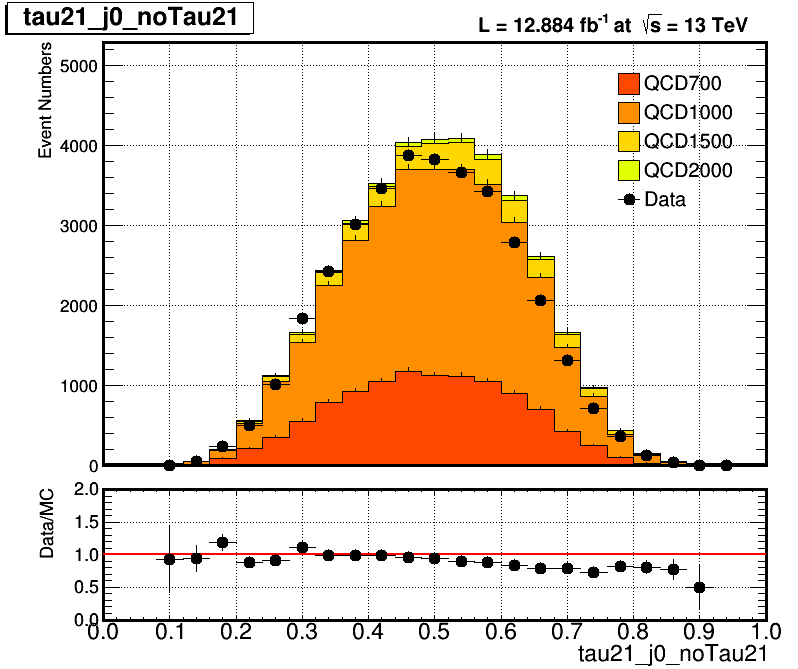 tau21_j0_noTau21
L = 12.884 fb-1 at √s = 13 TeV
Event Numbers
5000
4000
3000
2000
1000
0
QCD700
QCD1000
QCD1500
QCD2000
Data
Data/MC
2.0
1.5
1.0
0.5
0.0
0.0 0.1 0.2 0.3 0.4 0.5 0.6 0.7 0.8 0.9 1.0
tau21_j0_noTau21